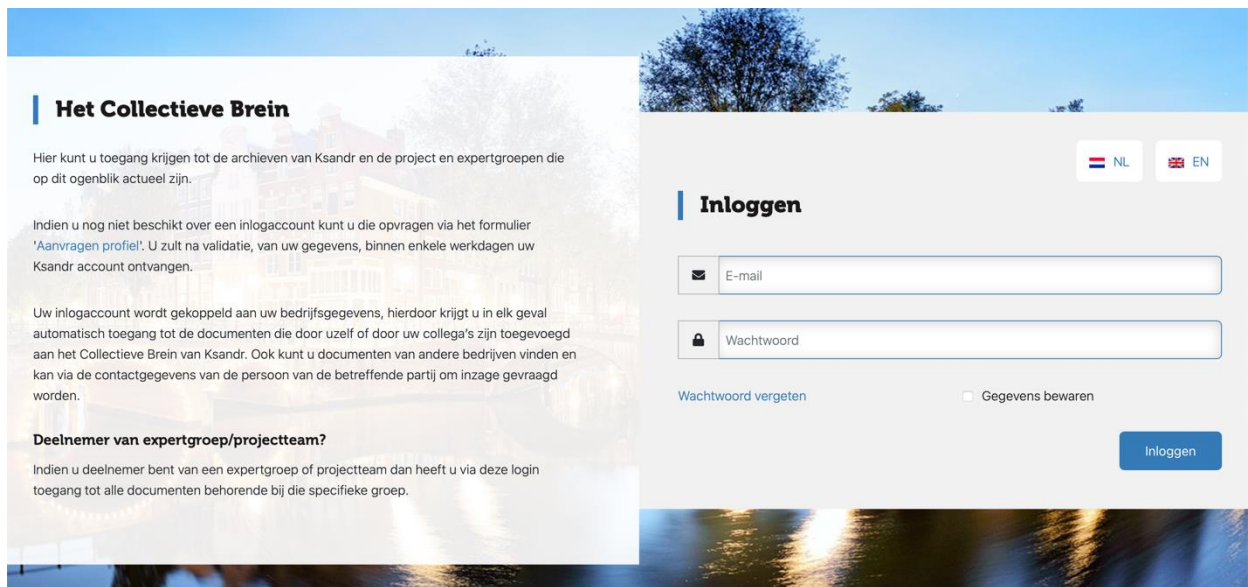 Het Collectieve Brein
Hier kunt u toegang krijgen tot de archieven van Ksandr en de project en expertgroepen die
op dit ogenblik actueel zijn.
Indien u nog niet beschikt over een inlogaccount kunt u die opvragen via het formulier
'Aanvragen profiel'. U zult na validatie, van uw gegevens, binnen enkele werkdagen uw
Ksandr account ontvangen.
Uw inlogaccount wordt gekoppeld aan uw bedrijfsgegevens, hierdoor krijgt u in elk geval
automatisch toegang tot de documenten die door uzelf of door uw collega's zijn toegevoegd
aan het Collectieve Brein van Ksandr. Ook kunt u documenten van andere bedrijven vinden en
kan via de contactgegevens van de persoon van de betreffende partij om inzage gevraagd
worden.
Deelnemer van expertgroep/projectteam?
Indien u deelnemer bent van een expertgroep of projectteam dan heeft u via deze login
toegang tot alle documenten behorende bij die specifieke groep.
NL EN
Inloggen
E-mail
Wachtwoord
Wachtwoord vergeten Gegevens bewaren
Inloggen